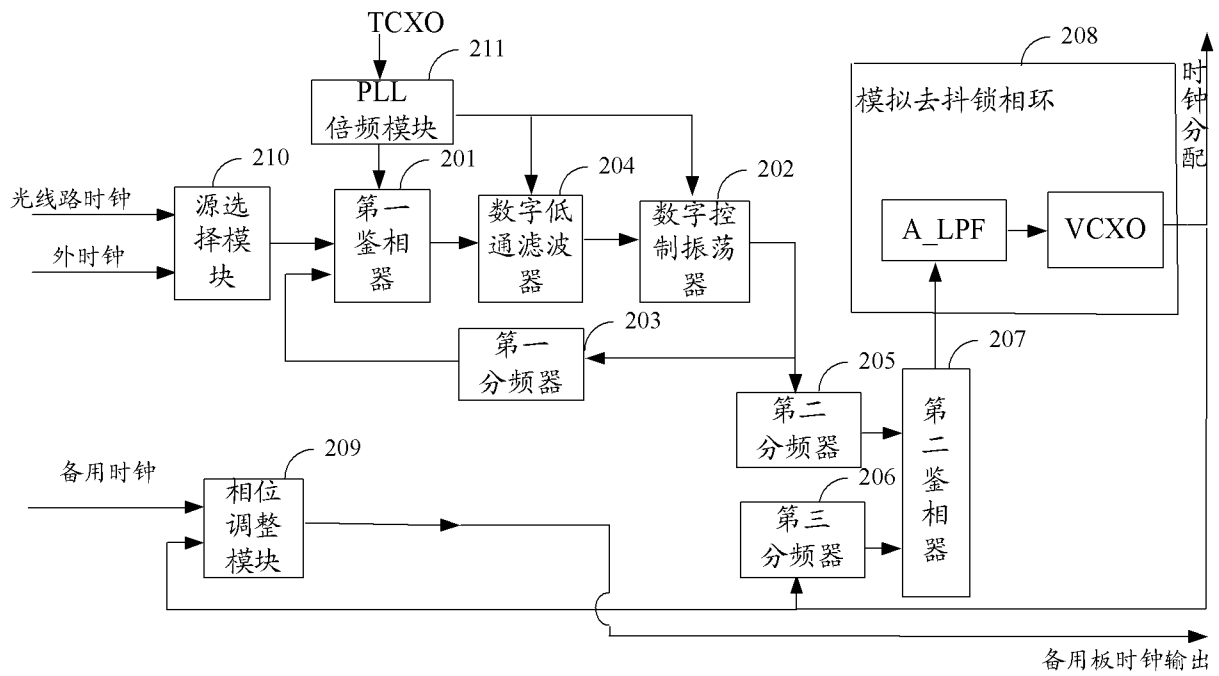 TCXO
211
PLL
倍频模块
208
模拟去抖锁相环
时钟分配
210
201
204
202
光线路时钟
外时钟
源选
择模
块
第一
鉴相
器
数字低
通滤波
器
数字控
制振荡
器
A_LPF
VCXO
203
第一
分频器
205
207
第二
分频器
第二鉴相器
备用时钟
209
相位
调整
模块
206
第三
分频器
备用板时钟输出